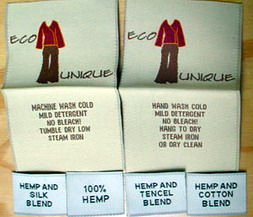 ECO
UNIQUE
MACHINE WASH COLD
MILD DETERGENT
NO BLEACH!
TUMBLE DRY LOW
STEAM IRON
ECO
UNIQUE
HAND WASH COLD
MILD DETERGENT
NO BLEACH!
HANG TO DRY
STEAM IRON
OR DRY CLEAN
HEMP AND
SILK
BLEND
100%
HEMP
HEMP AND
TENCEL
BLEND
HEMP AND
COTTON
BLEND